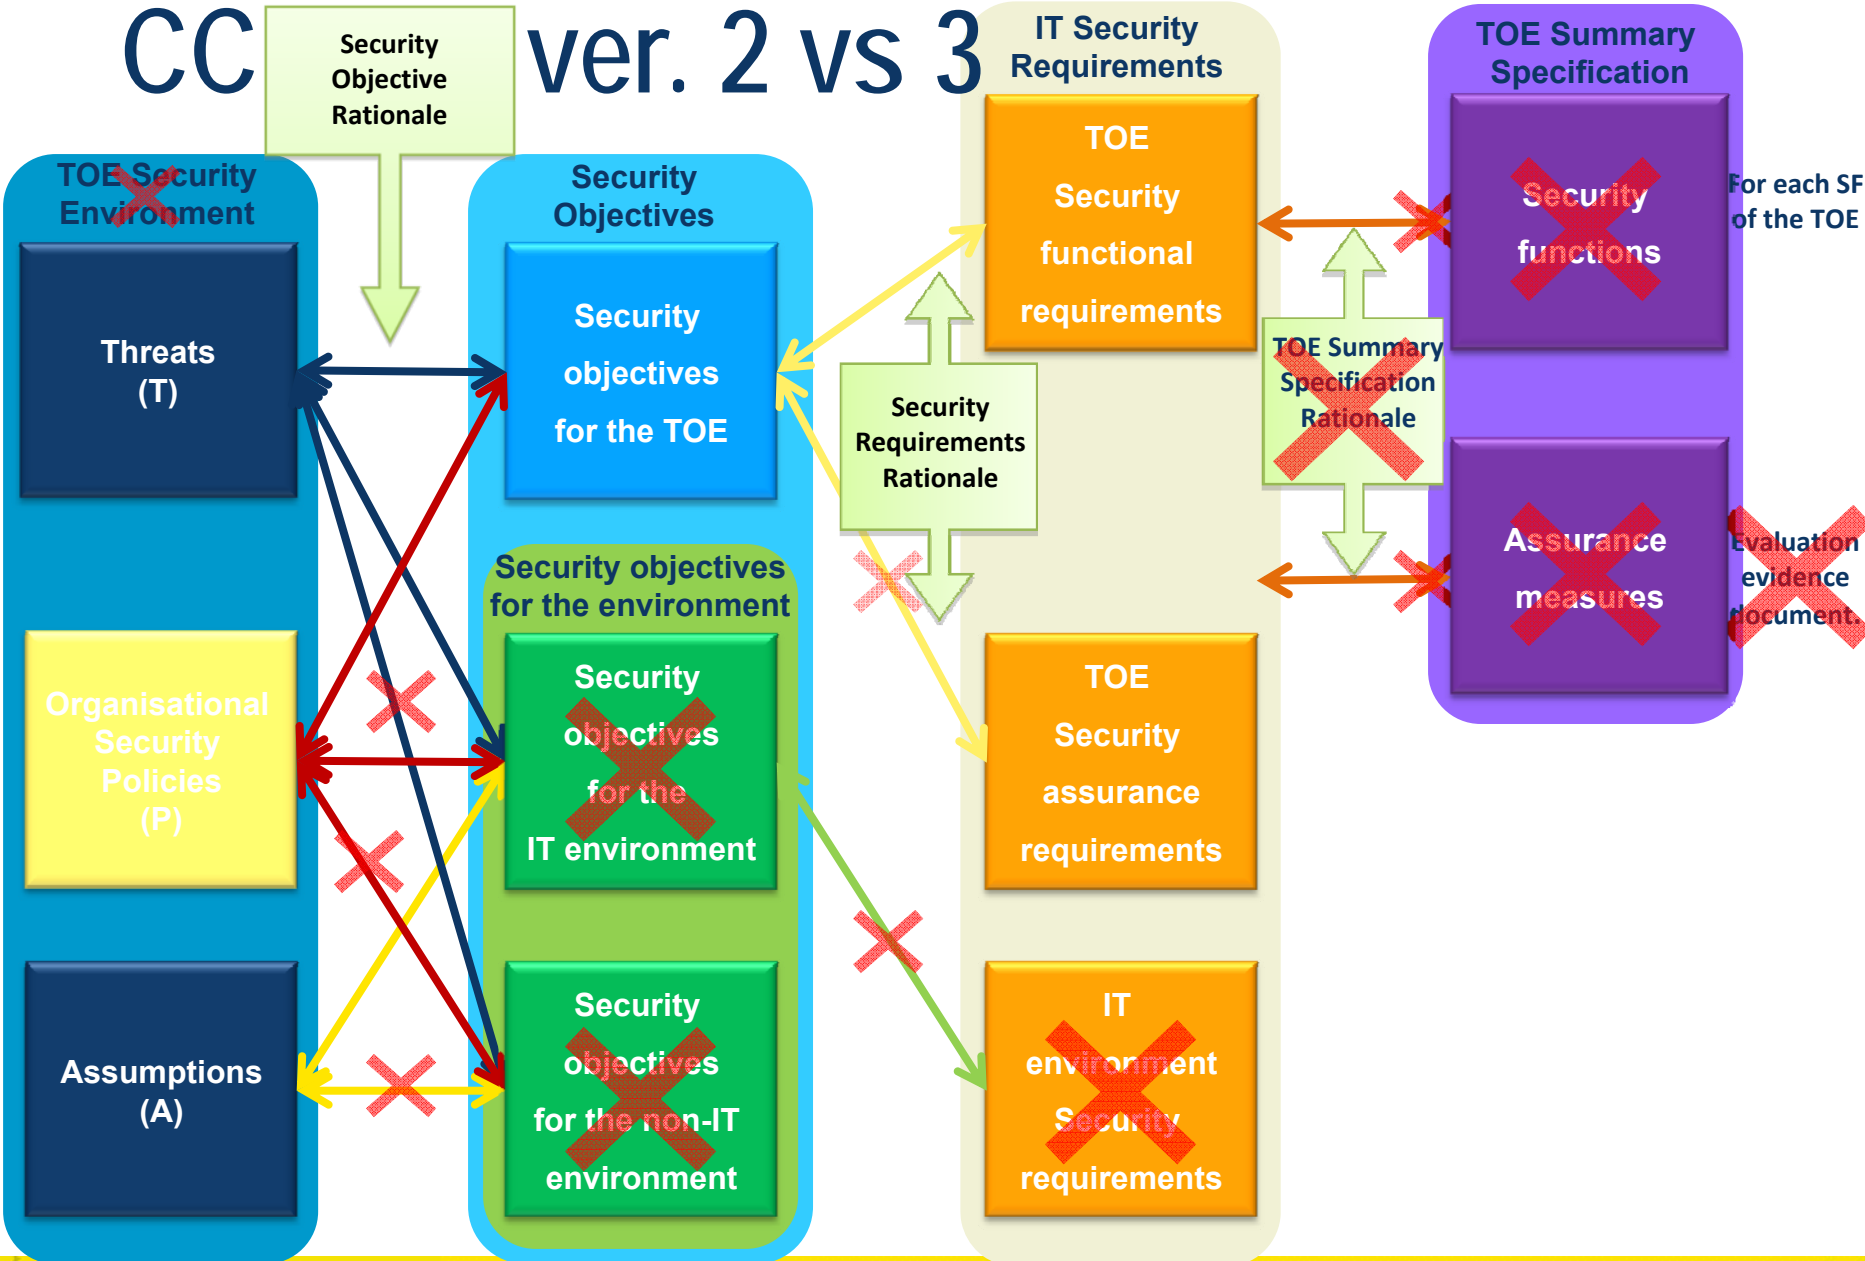 CC ver. 2 vs 3
Security
Objective
Rationale
IT Security
Requirements
TOE Summary
Specification
TOE Security
Environment
Threats
(T)
Organisational
Security
Policies
(P)
Assumptions
(A)
Security
Objectives
Security
objectives
for the TOE
Security objectives
for the environment
Security
objectives
for the
IT environment
Security
objectives
for the non-IT
environment
Security
Requirements
Rationale
TOE
Security
functional
requirements
TOE
Security
assurance
requirements
IT
environment
Security
requirements
TOE Summary
Specification
Rationale
Security
functions
Assurance
measures
For each SF
of the TOE
Evaluation
evidence
document.